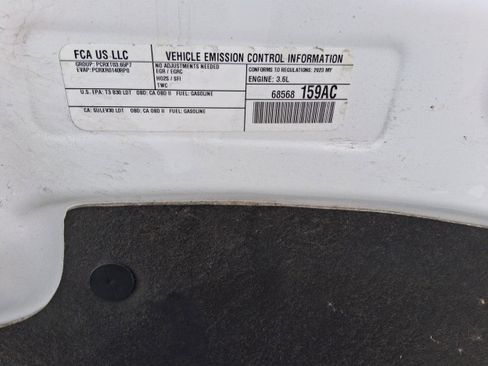 FCA US LLC
VEHICLE EMISSION CONTROL INFORMATION
GROUP: PCRXT03.66P7
EVAP: PCRXR0140RP0
NO ADJUSTMENTS NEEDED
EGR / EGRC
HO2S / SFI
TWC
CONFORMS TO REGULATIONS: 2023 MY
ENGINE: 3.6L
U.S. EPA: T3 B30 LDT OBD: CA OBD II FUEL: GASOLINE
68568 159AC
CA: SULEV30 LDT OBD: CA OBD II FUEL: GASOLINE